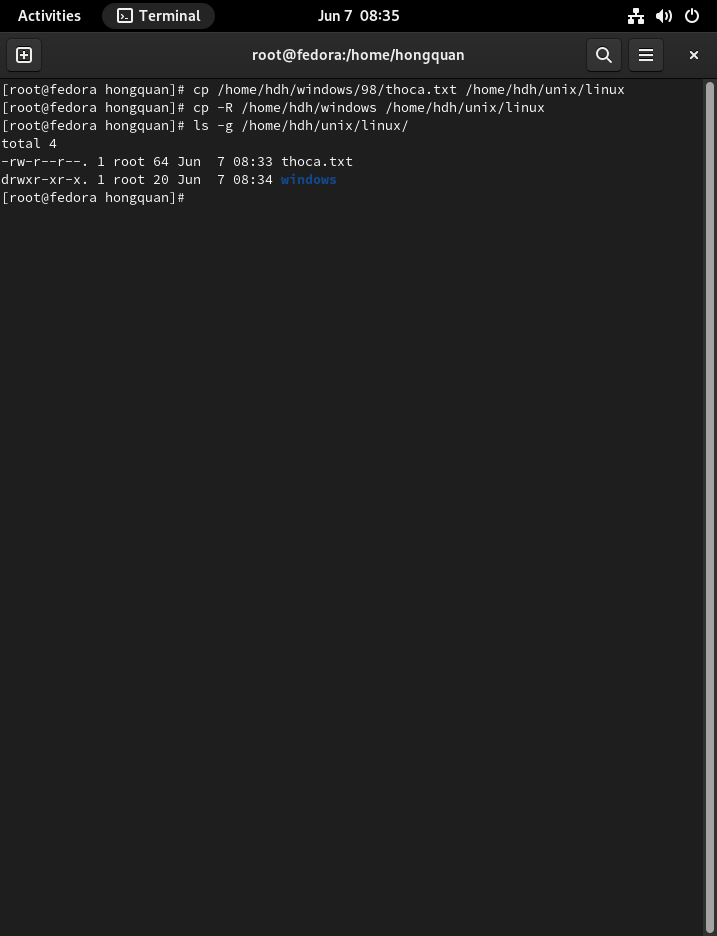 Activities Terminal Jun 7 08:35
root@fedora:/home/hongquan
[root@fedora hongquan]# cp /home/hdh/windows/98/thoca.txt /home/hdh/unix/linux
[root@fedora hongquan]# cp -R /home/hdh/windows /home/hdh/unix/linux
[root@fedora hongquan]# ls -g /home/hdh/unix/linux/
total 4
-rw-r--r--. 1 root 64 Jun  7 08:33 thoca.txt
drwxr-xr-x. 1 root 20 Jun  7 08:34 windows
[root@fedora hongquan]#